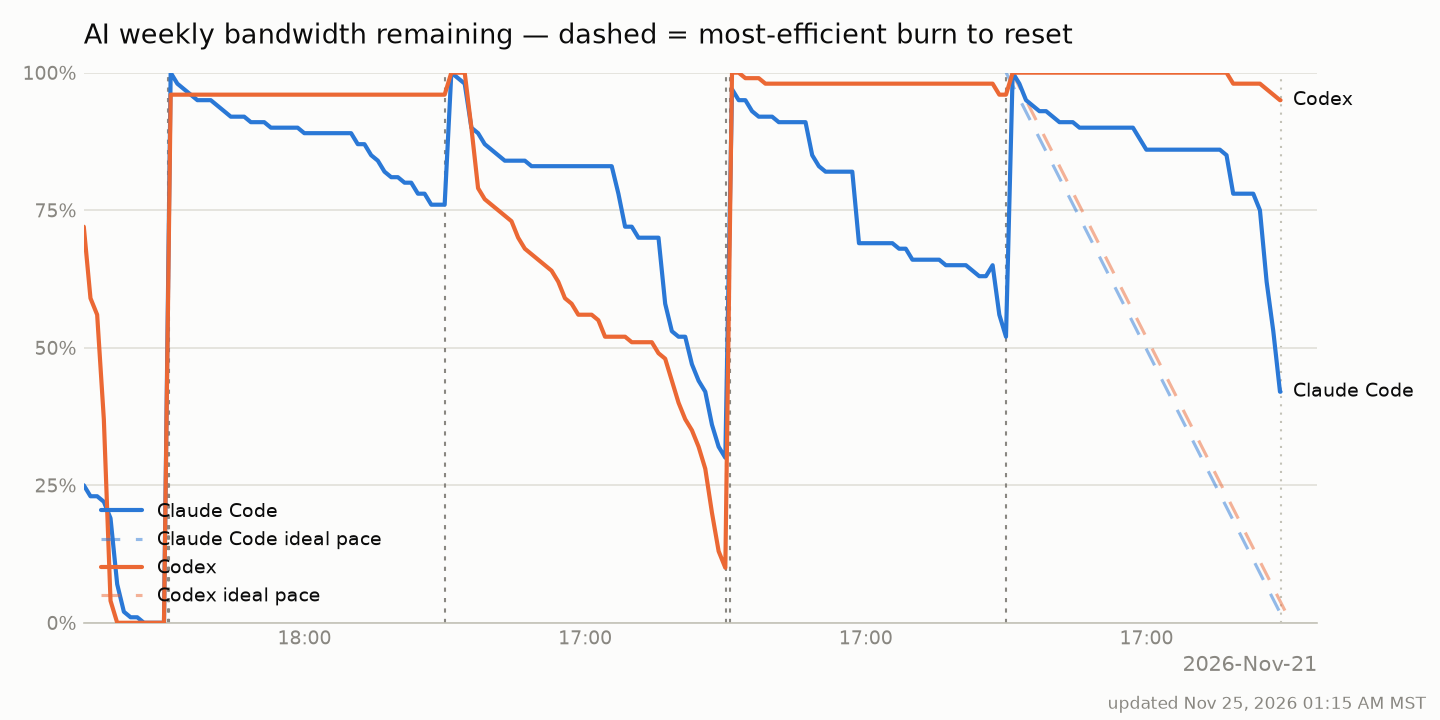 AI weekly bandwidth remaining — dashed = most-efficient burn to reset
100%
75%
50%
25%
0%
Codex
Claude Code
Claude Code
Claude Code ideal pace
Codex
Codex ideal pace
18:00 17:00 17:00 17:00
2026-Nov-21
updated Nov 25, 2026 01:15 AM MST